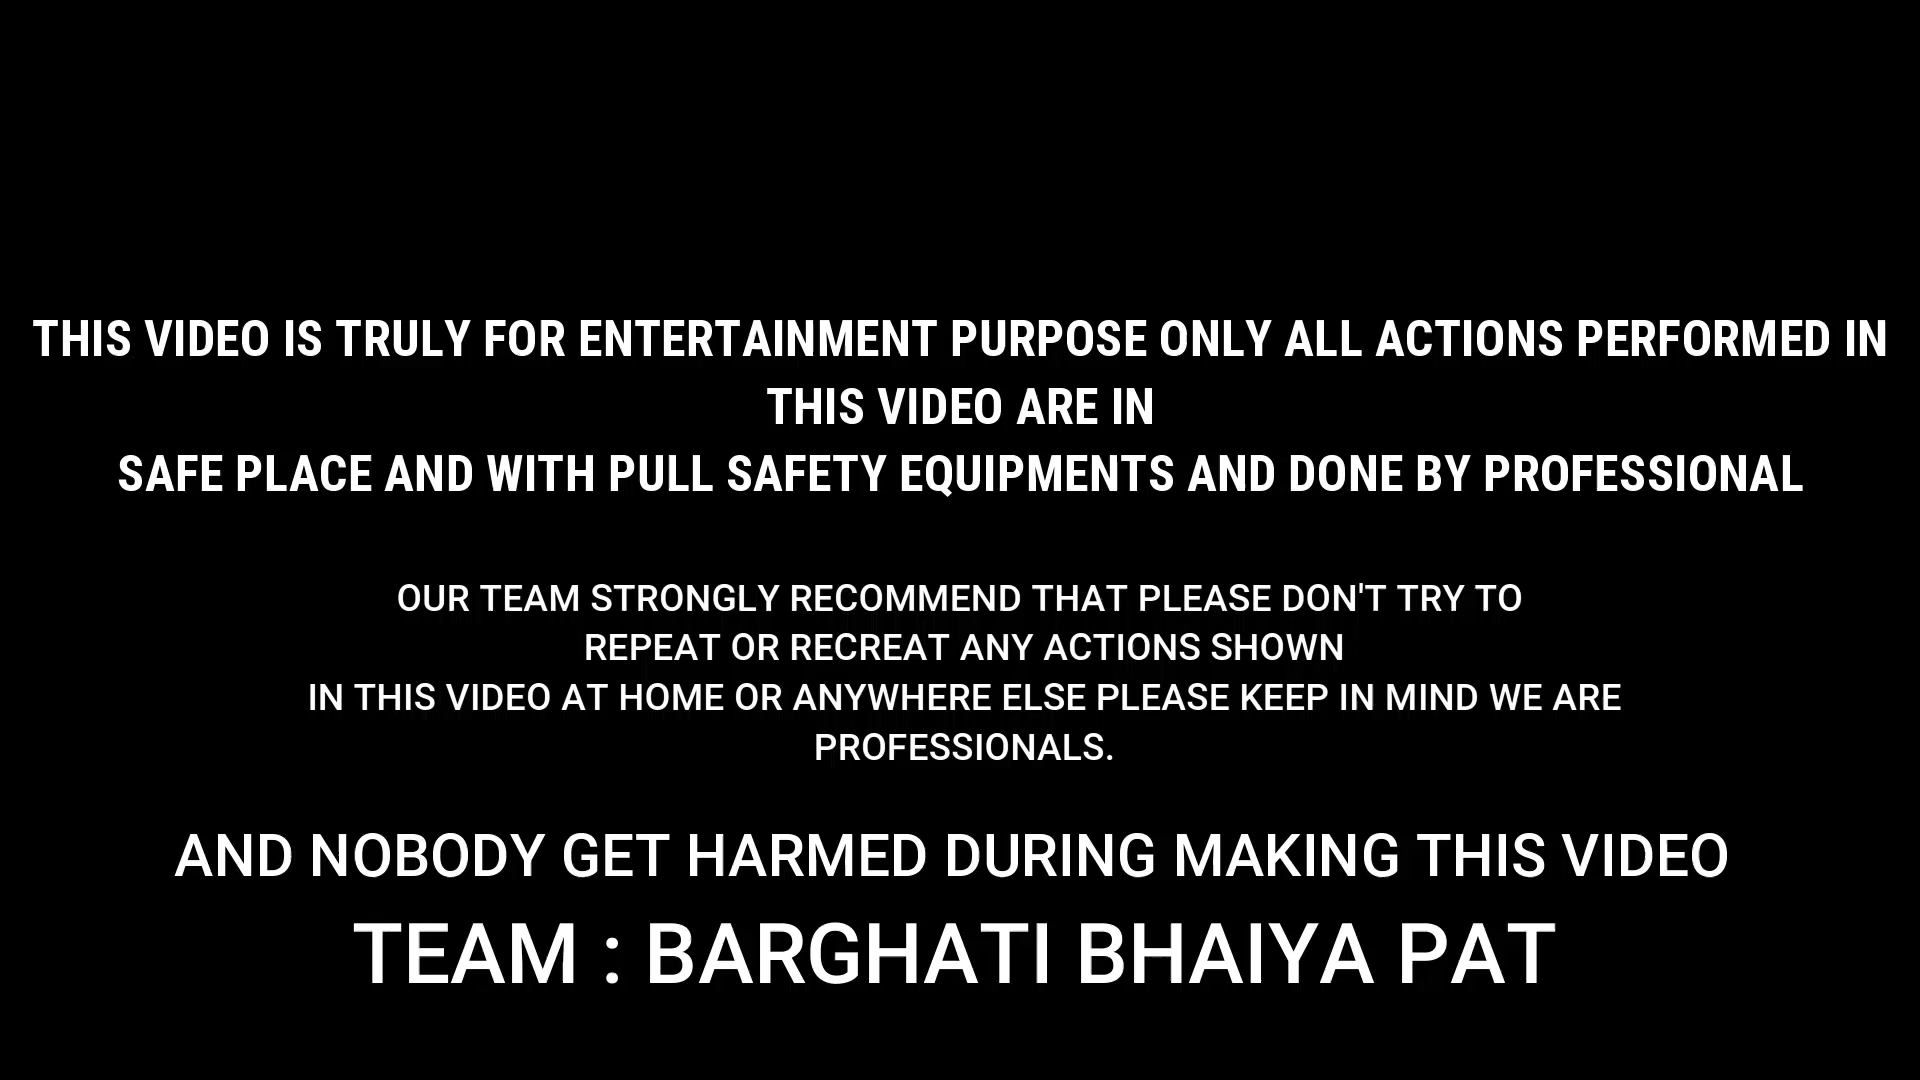 THIS VIDEO IS TRULY FOR ENTERTAINMENT PURPOSE ONLY ALL ACTIONS PERFORMED IN
THIS VIDEO ARE IN
SAFE PLACE AND WITH PULL SAFETY EQUIPMENTS AND DONE BY PROFESSIONAL
OUR TEAM STRONGLY RECOMMEND THAT PLEASE DON'T TRY TO
REPEAT OR RECREAT ANY ACTIONS SHOWN
IN THIS VIDEO AT HOME OR ANYWHERE ELSE PLEASE KEEP IN MIND WE ARE
PROFESSIONALS.
AND NOBODY GET HARMED DURING MAKING THIS VIDEO
TEAM : BARGHATI BHAIYA PAT